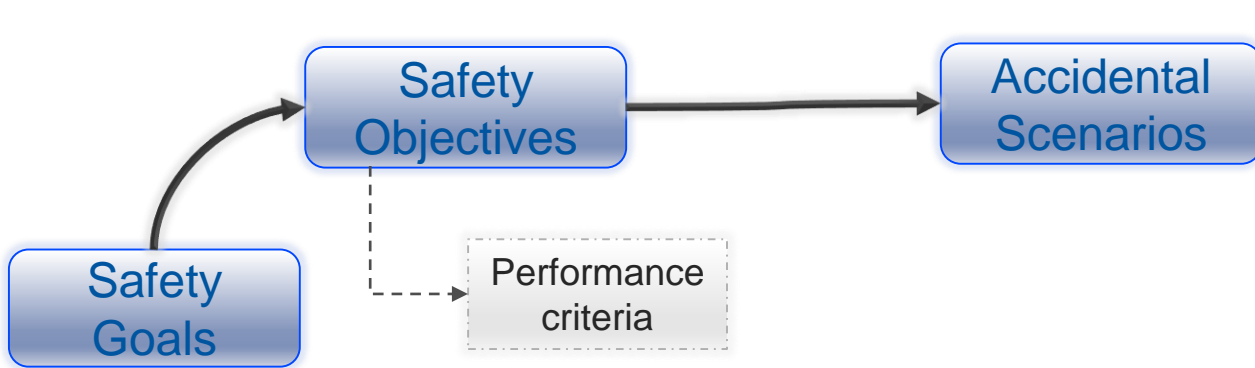 Safety
Objectives
Accidental
Scenarios
Safety
Goals
Performance
criteria